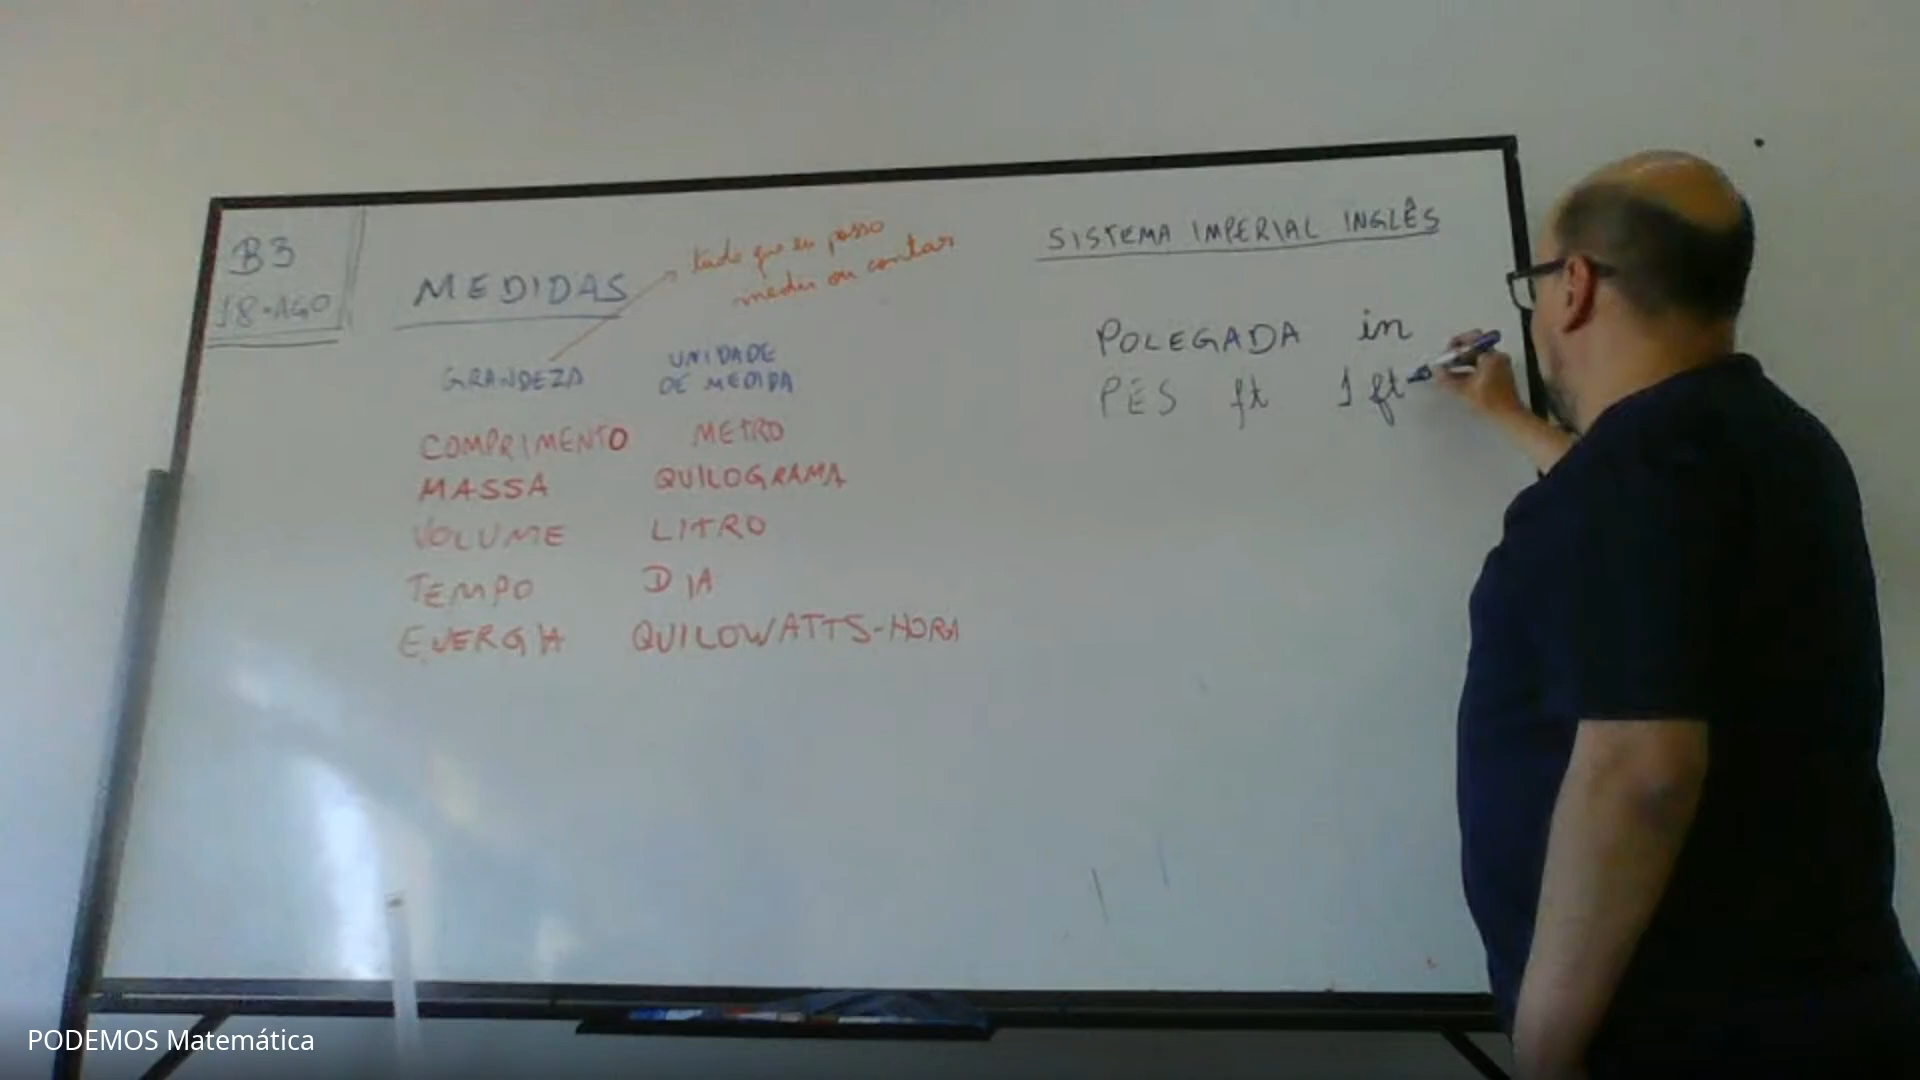 B3
18-AGO
MEDIDAS
tudo que eu posso
medir ou contar
GRANDEZA
UNIDADE
DE MEDIDA
COMPRIMENTO METRO
MASSA QUILOGRAMA
VOLUME LITRO
TEMPO DIA
ENERGIA QUILOWATTS-HORA
SISTEMA IMPERIAL INGLÊS
POLEGADA in
PÉS ft 1 ft
PODEMOS Matemática